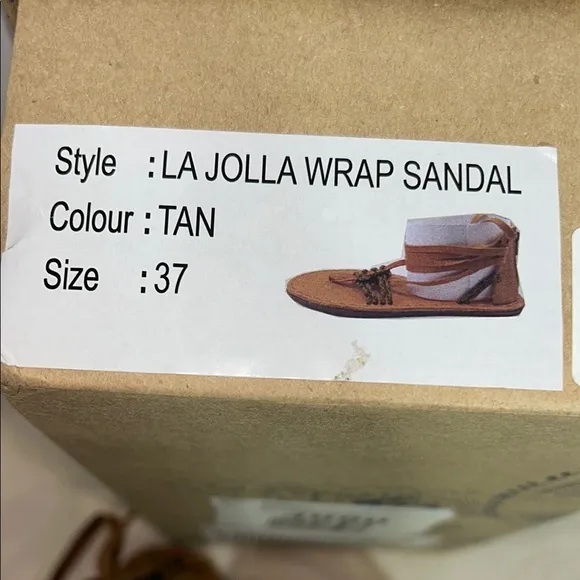 Style : LA JOLLA WRAP SANDAL
Colour : TAN
Size : 37